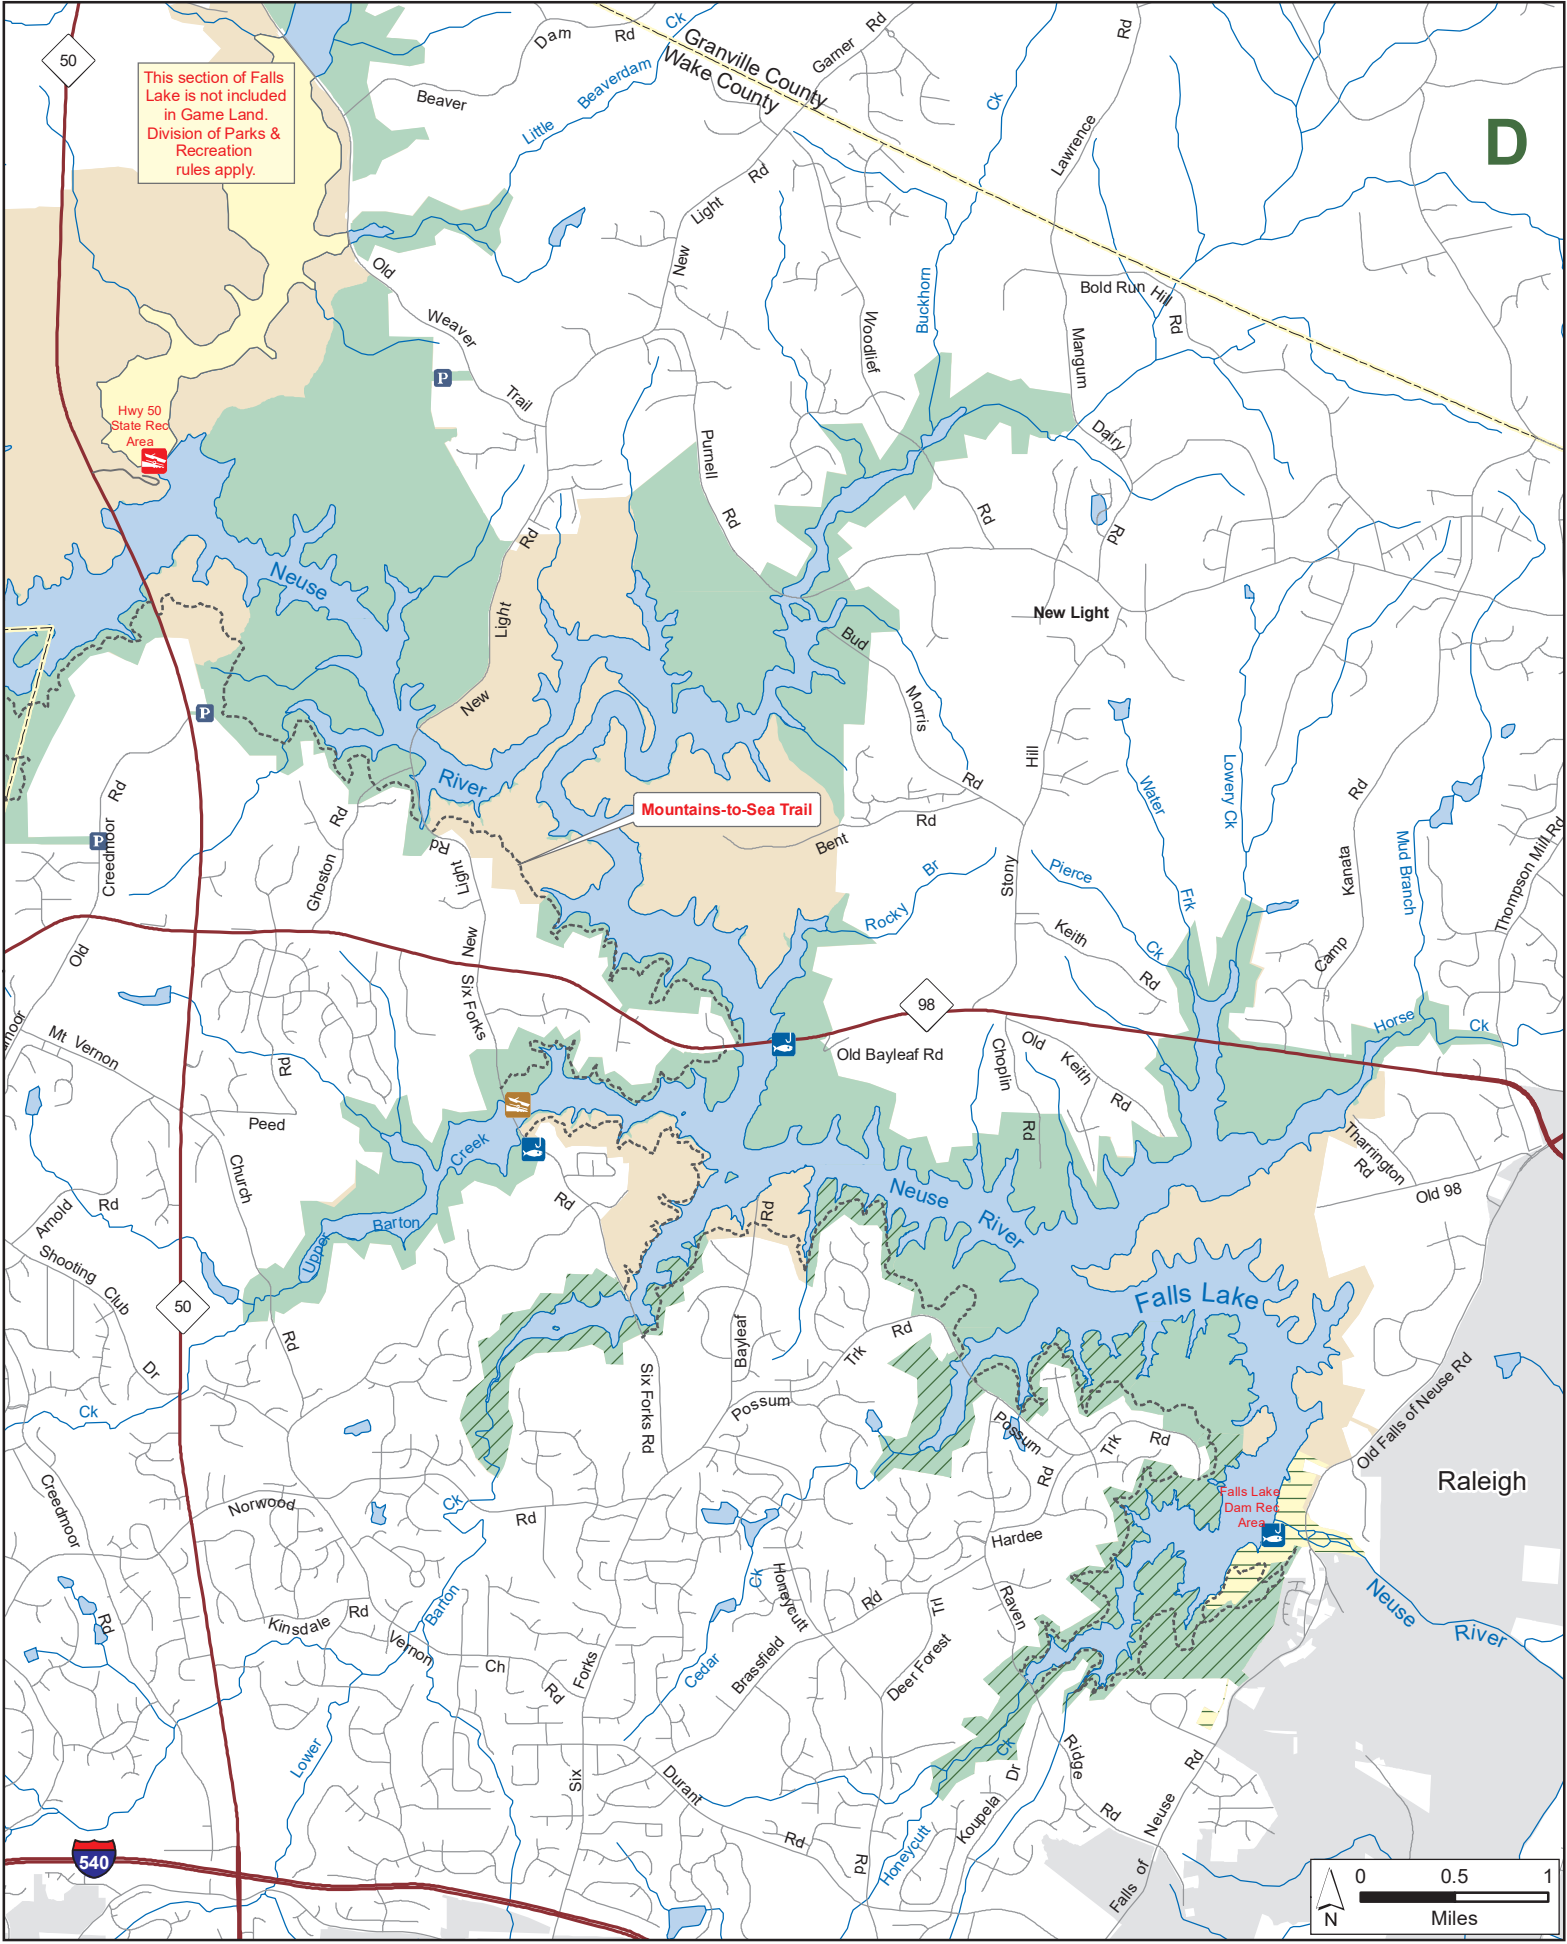 50
This section of Falls
Lake is not included
in Game Land.
Division of Parks &
Recreation
rules apply.
Dam Rd
Beaver
Little Beaverdam Ck
Granville County
Wake County
Garner Rd
Ck
Rd
Lawrence
D
Rd
Light
New
Old
Weaver
Trail
P
Woodlief
Buckhorn
Bold Run Hill
Rd
Mangum
Hwy 50
State Rec
Area
Dairy
Rd
Purnell
Rd
Rd
Rd
Neuse
Light
New
New Light
Bud
Morris
Rd
P
River
Hill
Water
Frk
Lowery Ck
Rd
Kanata
Camp
Mud Branch
Thompson Mill Rd
Mountains-to-Sea Trail
Bent
Rd
Rd
P
Creedmoor
Old
Rd
Ghoston
Rd
Light
New
Six Forks
Rocky Br
Stony
Pierce
Ck
Keith
Rd
98
Horse
Ck
Old Bayleaf Rd
Choplin
Rd
Old
Keith
Rd
moor
Mt Vernon
Rd
Peed
Church
Rd
Creek
Barton
Upper
Rd
Arnold
Rd
Shooting
Club
Dr
50
Neuse
River
Tharrington
Rd
Old 98
Falls Lake
Rd
Bayleaf
Rd
Trk
Possum
Six Forks Rd
Possum
Rd
Trk
Rd
Old Falls of Neuse Rd
Raleigh
Ck
Creedmoor
Rd
Norwood
Ck
Rd
Falls Lake
Dam Rec
Area
Hardee
Raven
Ck
Honeycutt
Rd
Trl
Deer Forest
Brassfield
Cedar
Barton
Kinsdale
Rd
Vernon
Ch
Rd
Forks
Six
Neuse
River
Lower
Durant
Rd
Rd
Honeycutt
Ck
Koupela
Dr
Ridge
Rd
Rd
Neuse
Falls of
540
N
0 0.5 1
Miles